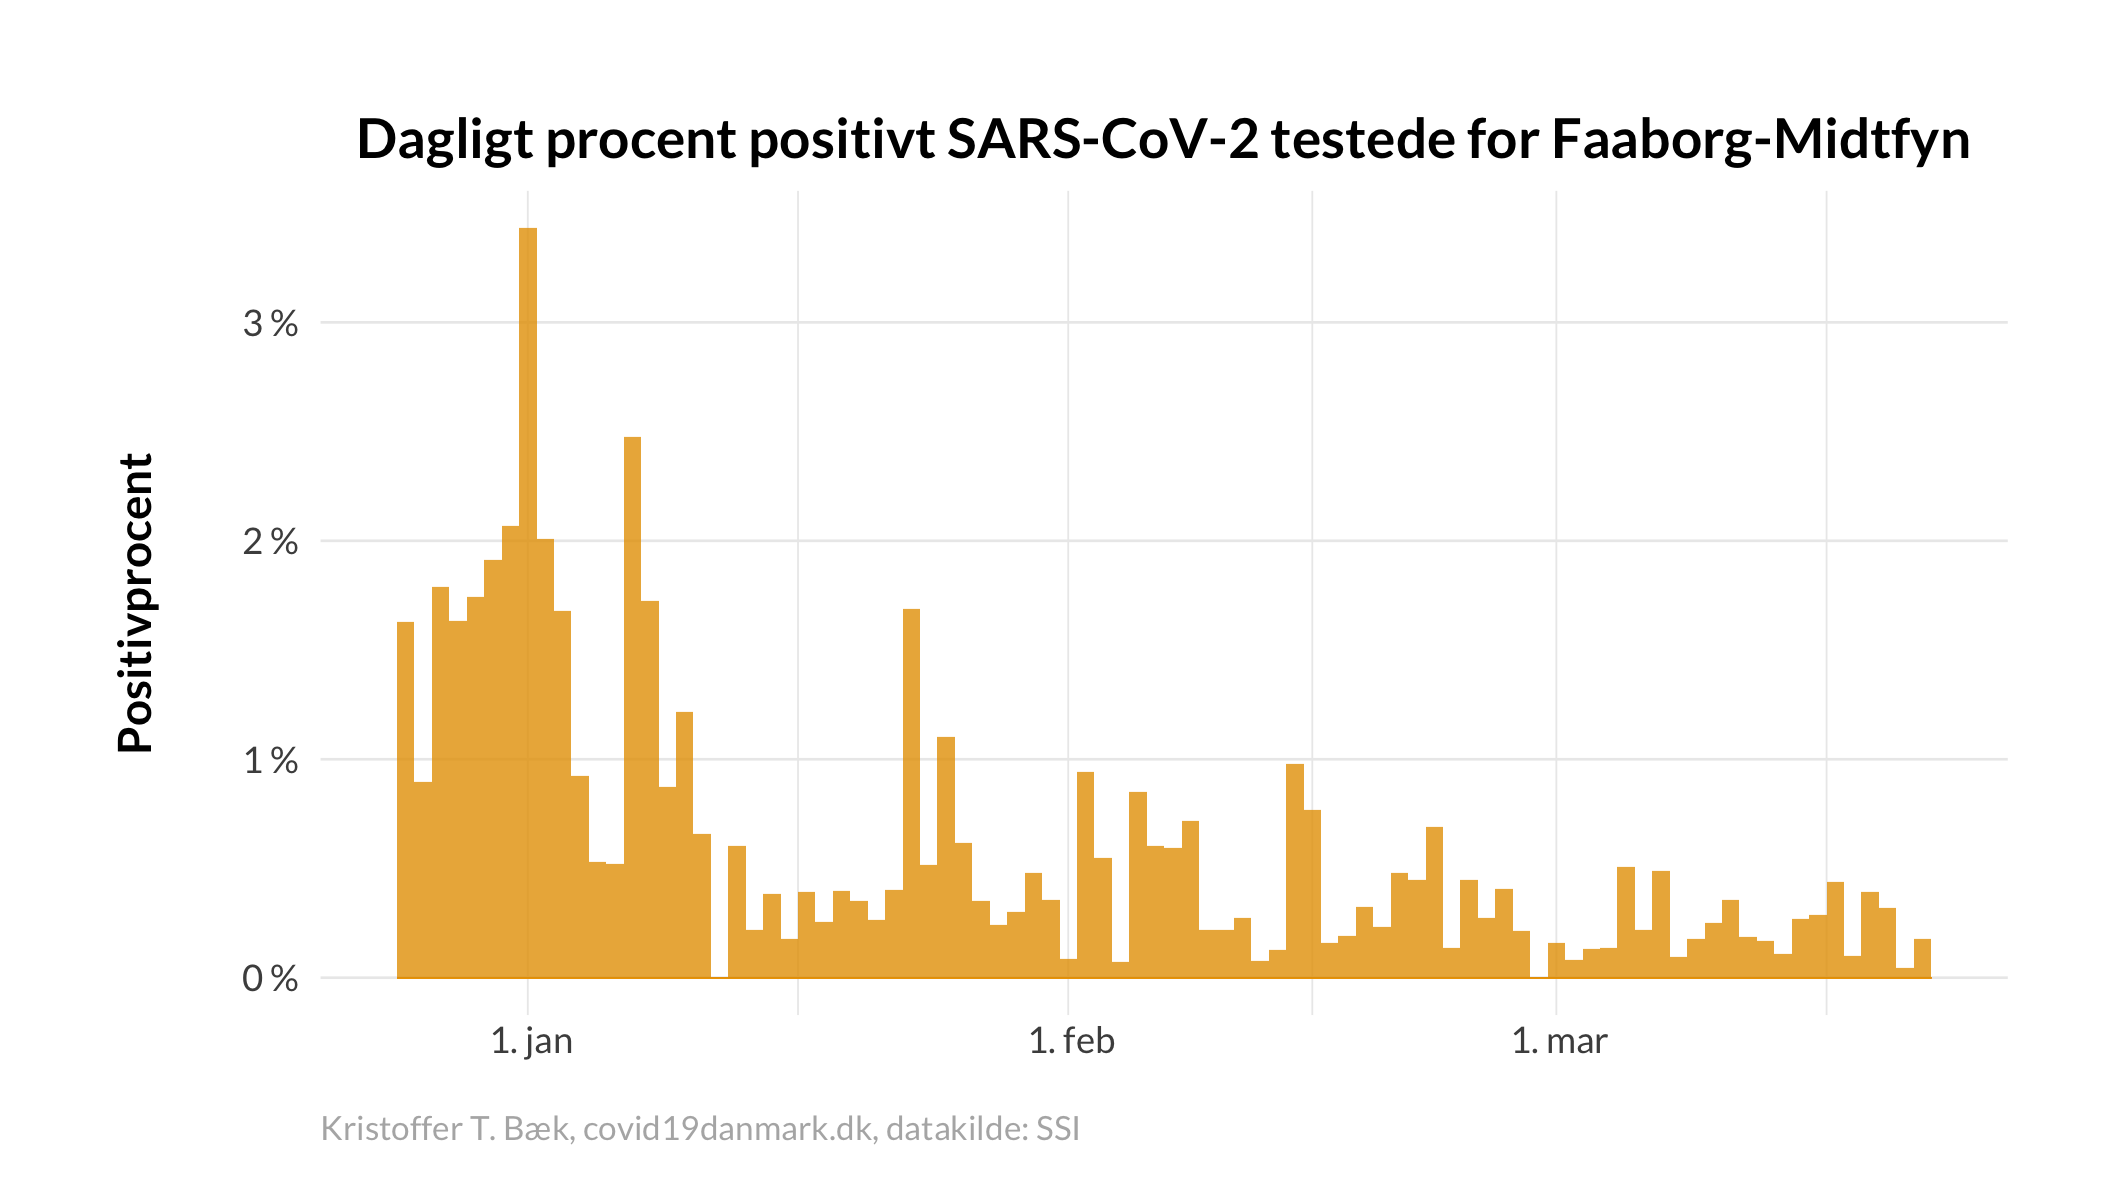 Dagligt procent positivt SARS-CoV-2 testede for Faaborg-Midtfyn
Positivprocent
3 %
2 %
1 %
0 %
1. jan
1. feb
1. mar
Kristoffer T. Bæk, covid19danmark.dk, datakilde: SSI